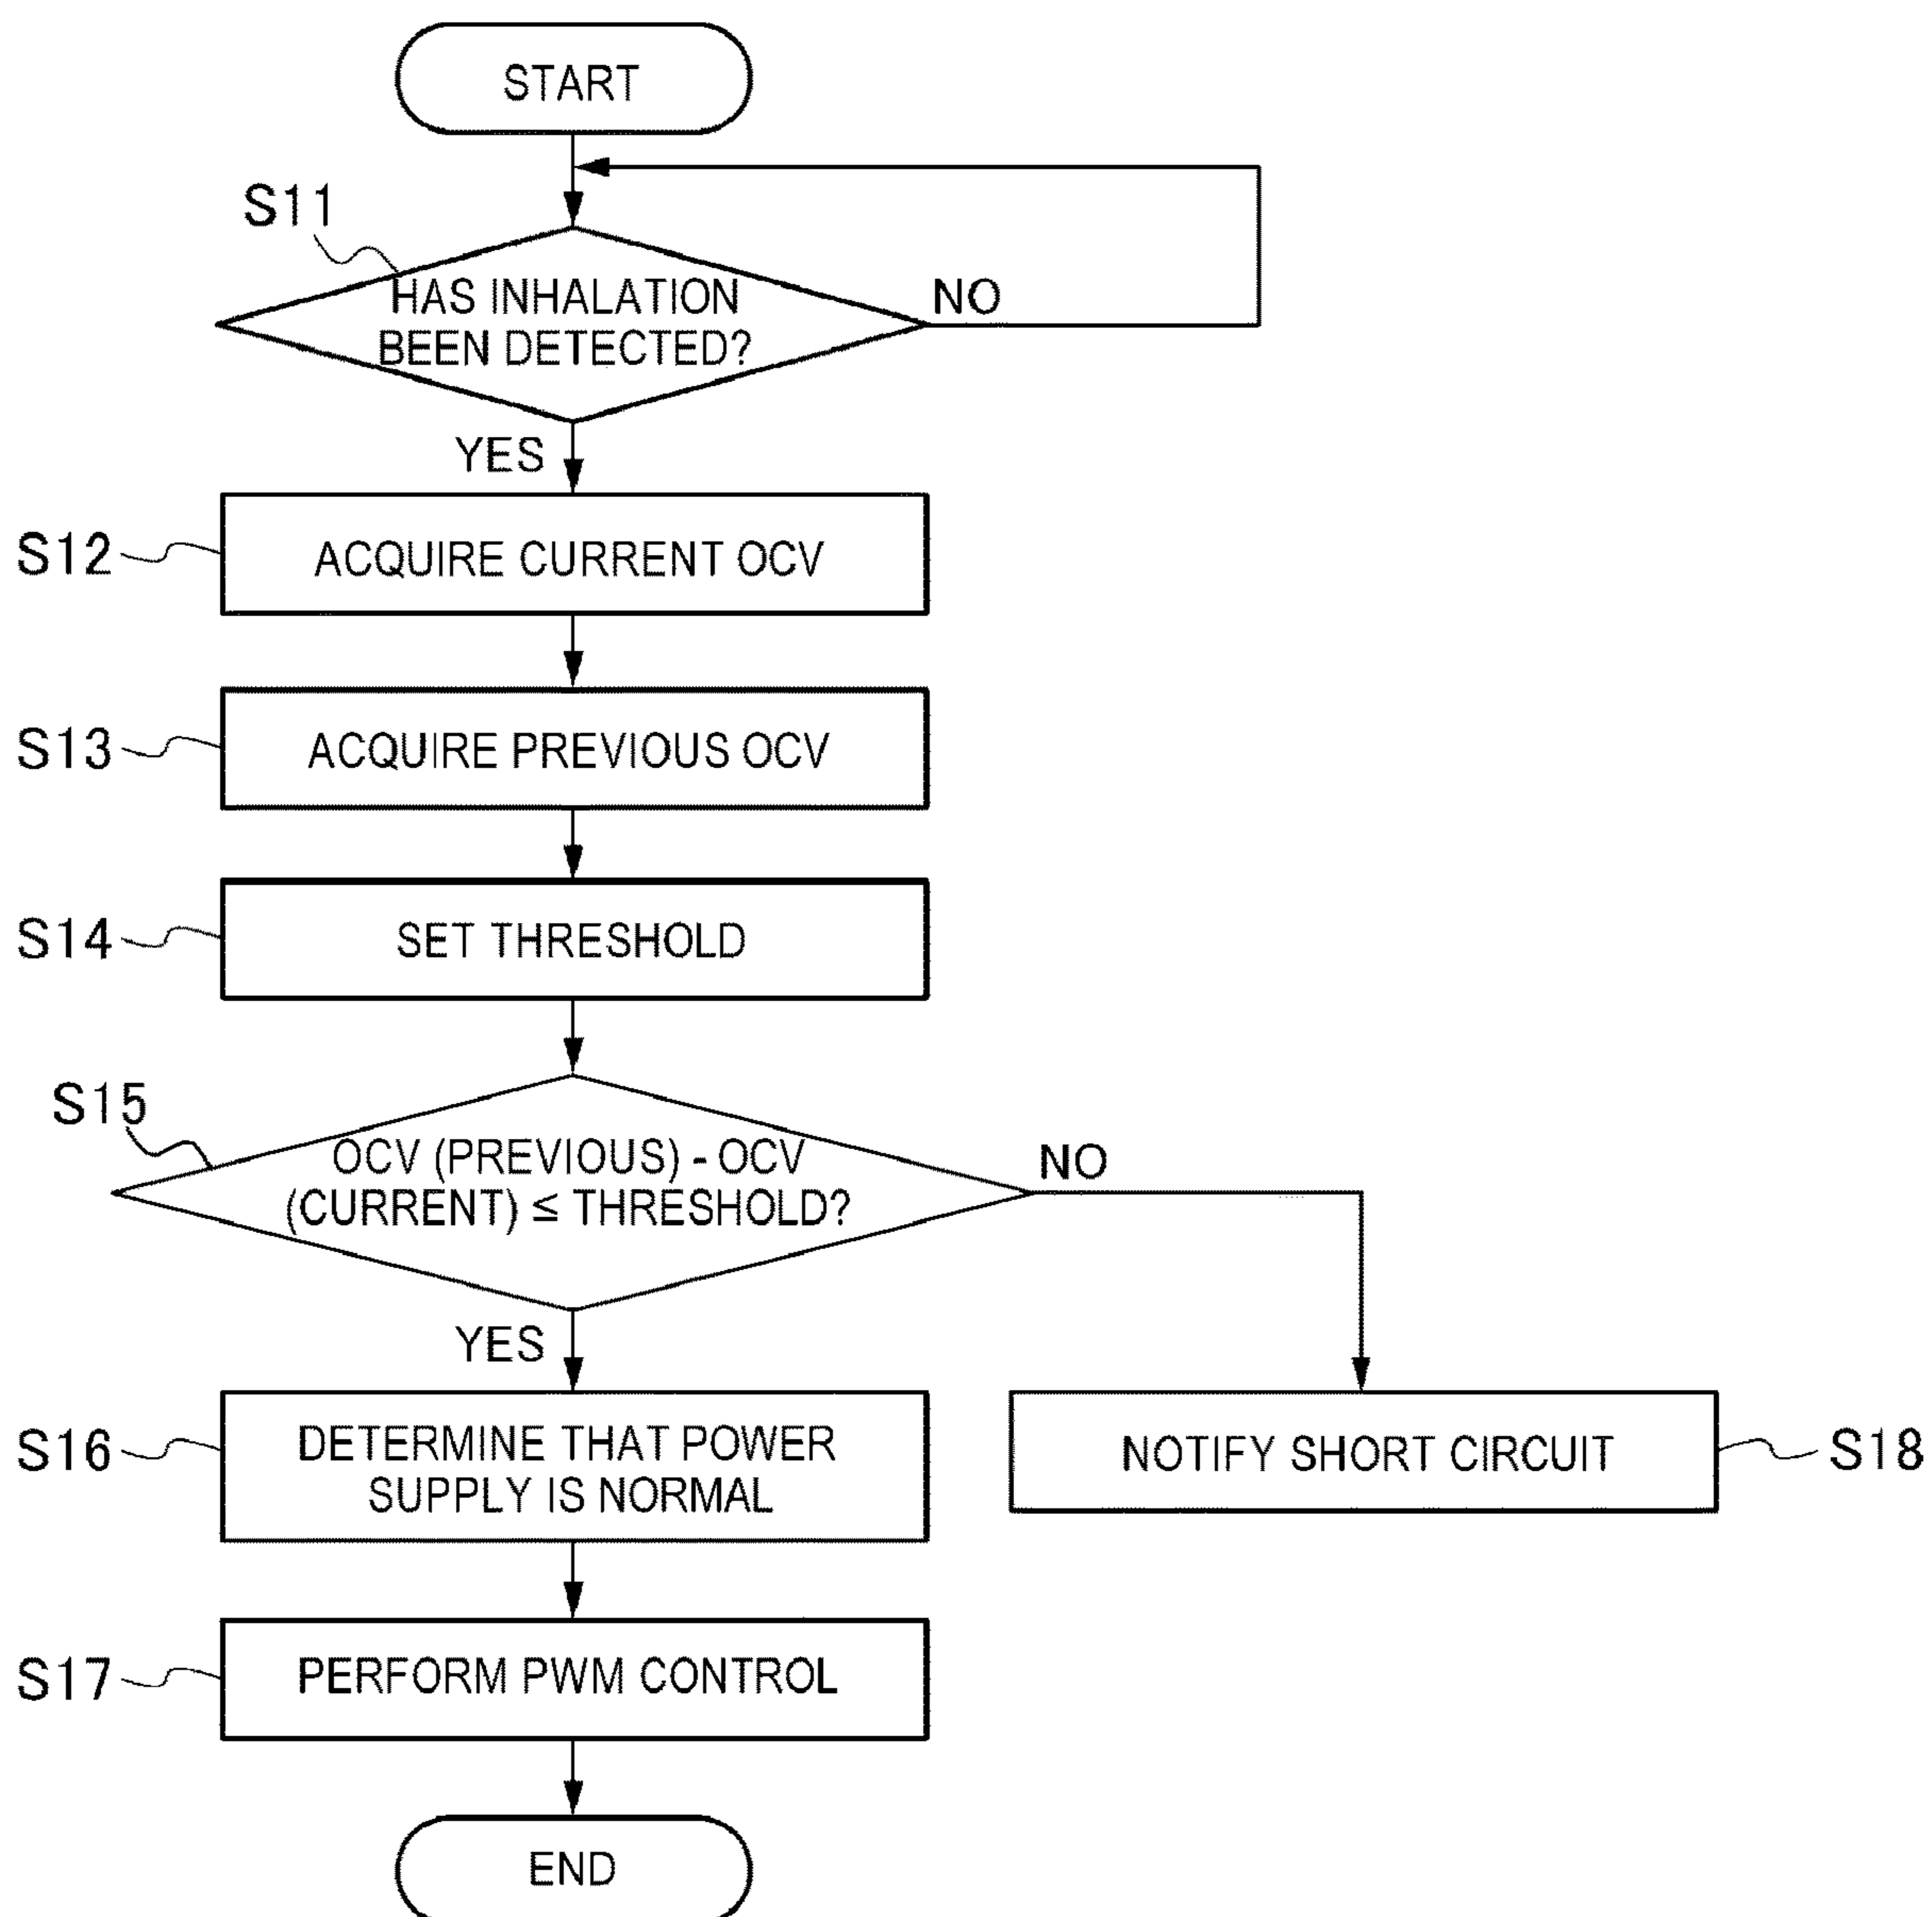 START
S11
HAS INHALATION
BEEN DETECTED?
NO
YES
S12
ACQUIRE CURRENT OCV
S13
ACQUIRE PREVIOUS OCV
S14
SET THRESHOLD
S15
OCV (PREVIOUS) - OCV
(CURRENT) ≤ THRESHOLD?
NO
YES
S16
DETERMINE THAT POWER
SUPPLY IS NORMAL
NOTIFY SHORT CIRCUIT
S18
S17
PERFORM PWM CONTROL
END